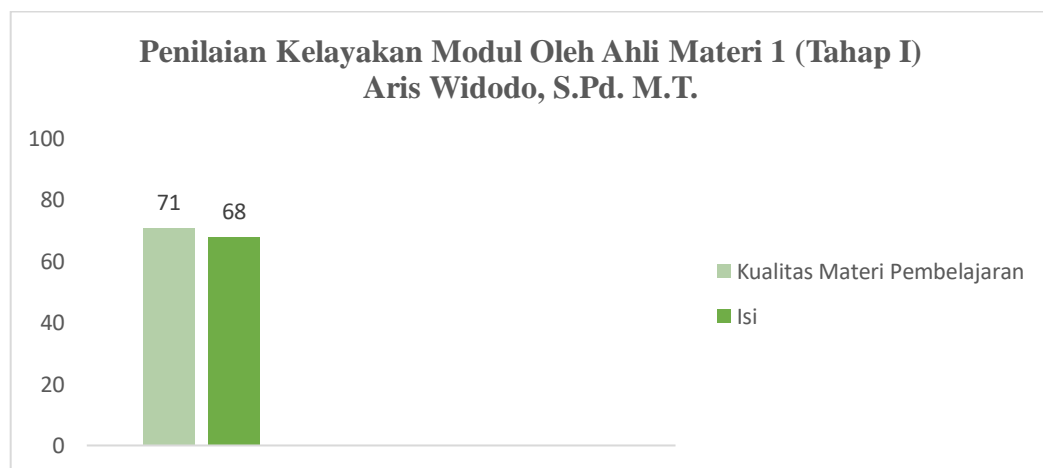 Penilaian Kelayakan Modul Oleh Ahli Materi 1 (Tahap I)
Aris Widodo, S.Pd. M.T.
100
80
60
40
20
0
71
68
Kualitas Materi Pembelajaran
Isi